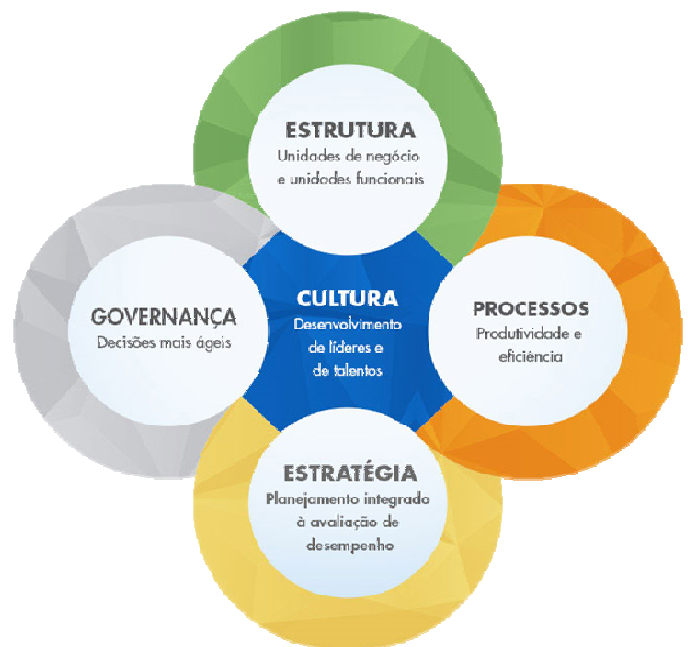 ESTRUTURA
Unidades de negócio
e unidades funcionais
GOVERNANÇA
Decisões mais ágeis
CULTURA
Desenvolvimento
de líderes e
de talentos
PROCESSOS
Produtividade e
eficiência
ESTRATÉGIA
Planejamento integrado
à avaliação de
desempenho